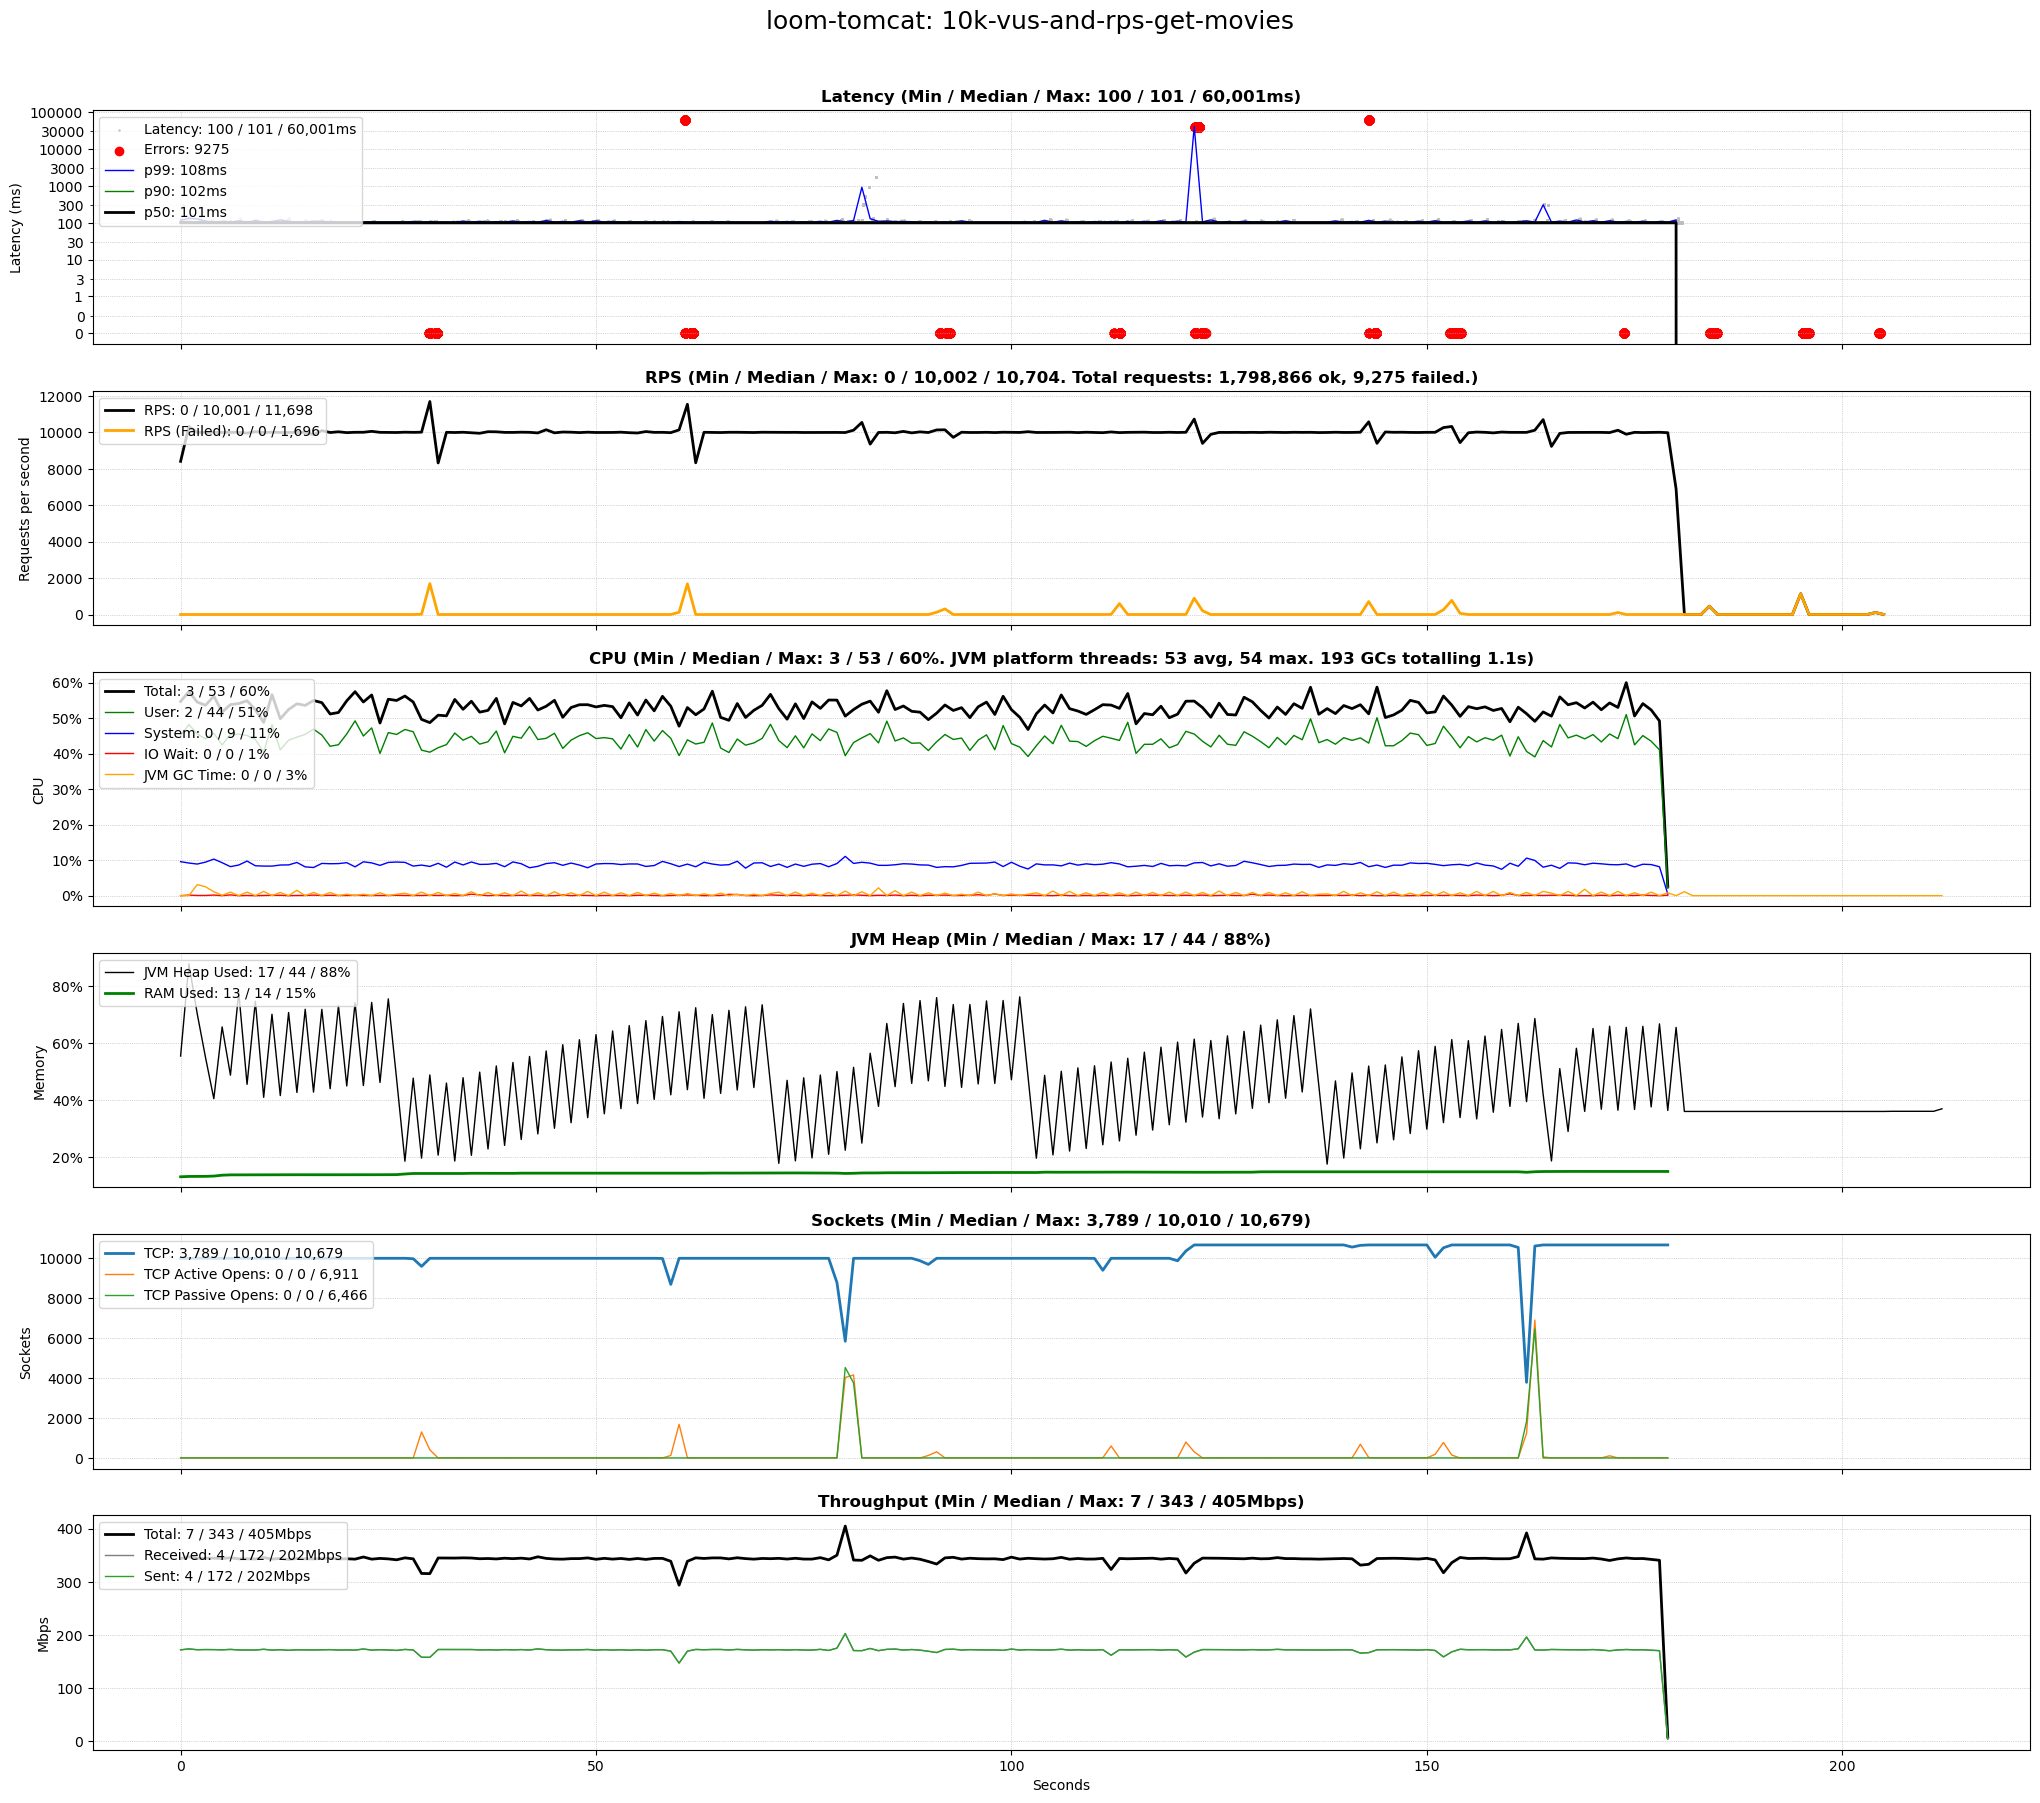 loom-tomcat: 10k-vus-and-rps-get-movies
Latency (Min / Median / Max: 100 / 101 / 60,001ms)
Latency (ms)
100000
30000
10000
3000
1000
300
100
30
10
3
1
0
0
Latency: 100 / 101 / 60,001ms
Errors: 9275
p99: 108ms
p90: 102ms
p50: 101ms
RPS (Min / Median / Max: 0 / 10,002 / 10,704. Total requests: 1,798,866 ok, 9,275 failed.)
Requests per second
12000
10000
8000
6000
4000
2000
0
RPS: 0 / 10,001 / 11,698
RPS (Failed): 0 / 0 / 1,696
CPU (Min / Median / Max: 3 / 53 / 60%. JVM platform threads: 53 avg, 54 max. 193 GCs totalling 1.1s)
CPU
60%
50%
40%
30%
20%
10%
0%
Total: 3 / 53 / 60%
User: 2 / 44 / 51%
System: 0 / 9 / 11%
IO Wait: 0 / 0 / 1%
JVM GC Time: 0 / 0 / 3%
JVM Heap (Min / Median / Max: 17 / 44 / 88%)
Memory
80%
60%
40%
20%
JVM Heap Used: 17 / 44 / 88%
RAM Used: 13 / 14 / 15%
Sockets (Min / Median / Max: 3,789 / 10,010 / 10,679)
Sockets
10000
8000
6000
4000
2000
0
TCP: 3,789 / 10,010 / 10,679
TCP Active Opens: 0 / 0 / 6,911
TCP Passive Opens: 0 / 0 / 6,466
Throughput (Min / Median / Max: 7 / 343 / 405Mbps)
Mbps
400
300
200
100
0
Total: 7 / 343 / 405Mbps
Received: 4 / 172 / 202Mbps
Sent: 4 / 172 / 202Mbps
0
50
100
150
200
Seconds